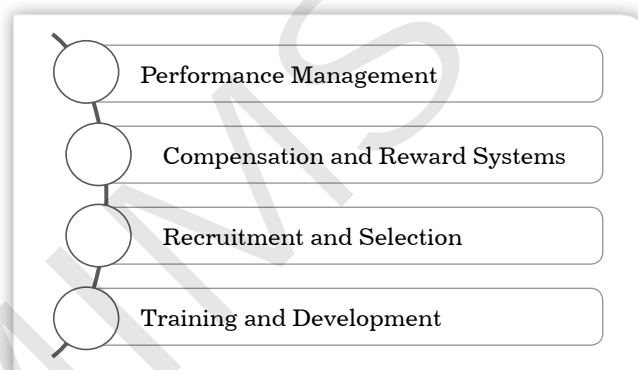 Performance Management
Compensation and Reward Systems
Recruitment and Selection
Training and Development